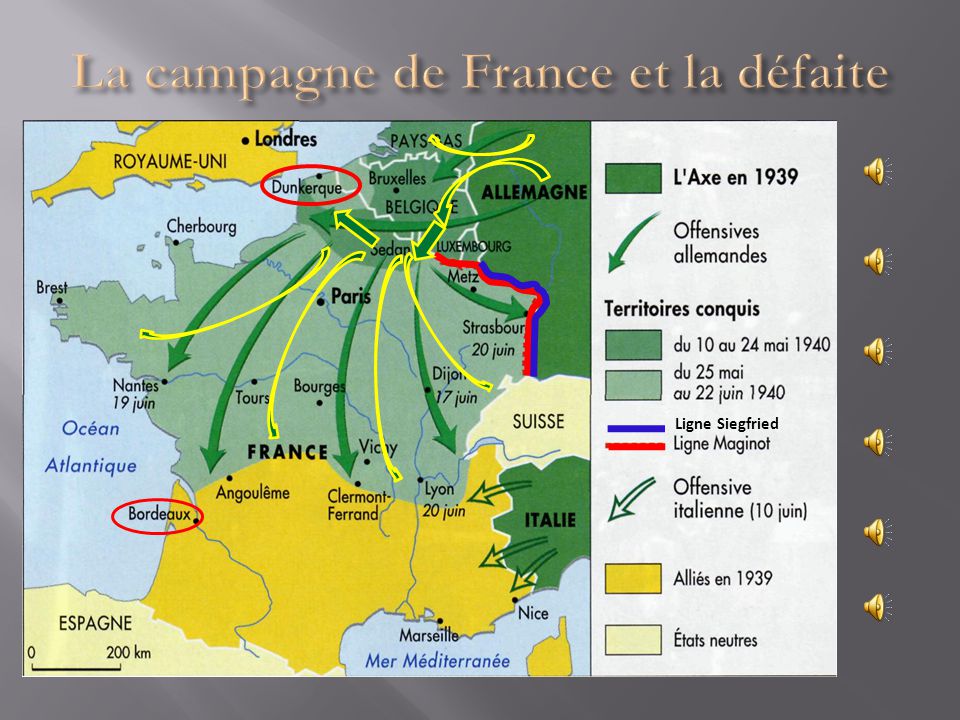 La campagne de France et la défaite
Londres
ROYAUME-UNI
PAYS-BAS
Dunkerque
Bruxelles
BELGIQUE
ALLEMAGNE
Cherbourg
Sedan
LUXEMBOURG
Metz
Brest
Paris
Strasbourg
20 juin
Nantes
19 juin
Tours
Bourges
Dijon
17 juin
SUISSE
Océan
Atlantique
FRANCE
Vichy
Angoulême
Clermont-
Ferrand
Lyon
20 juin
Bordeaux
ITALIE
ESPAGNE
Nice
Marseille
Mer Méditerranée
0 200 km
L'Axe en 1939
Offensives
allemandes
Territoires conquis
du 10 au 24 mai 1940
du 25 mai
au 22 juin 1940
Ligne Siegfried
Ligne Maginot
Offensive
italienne (10 juin)
Alliés en 1939
États neutres